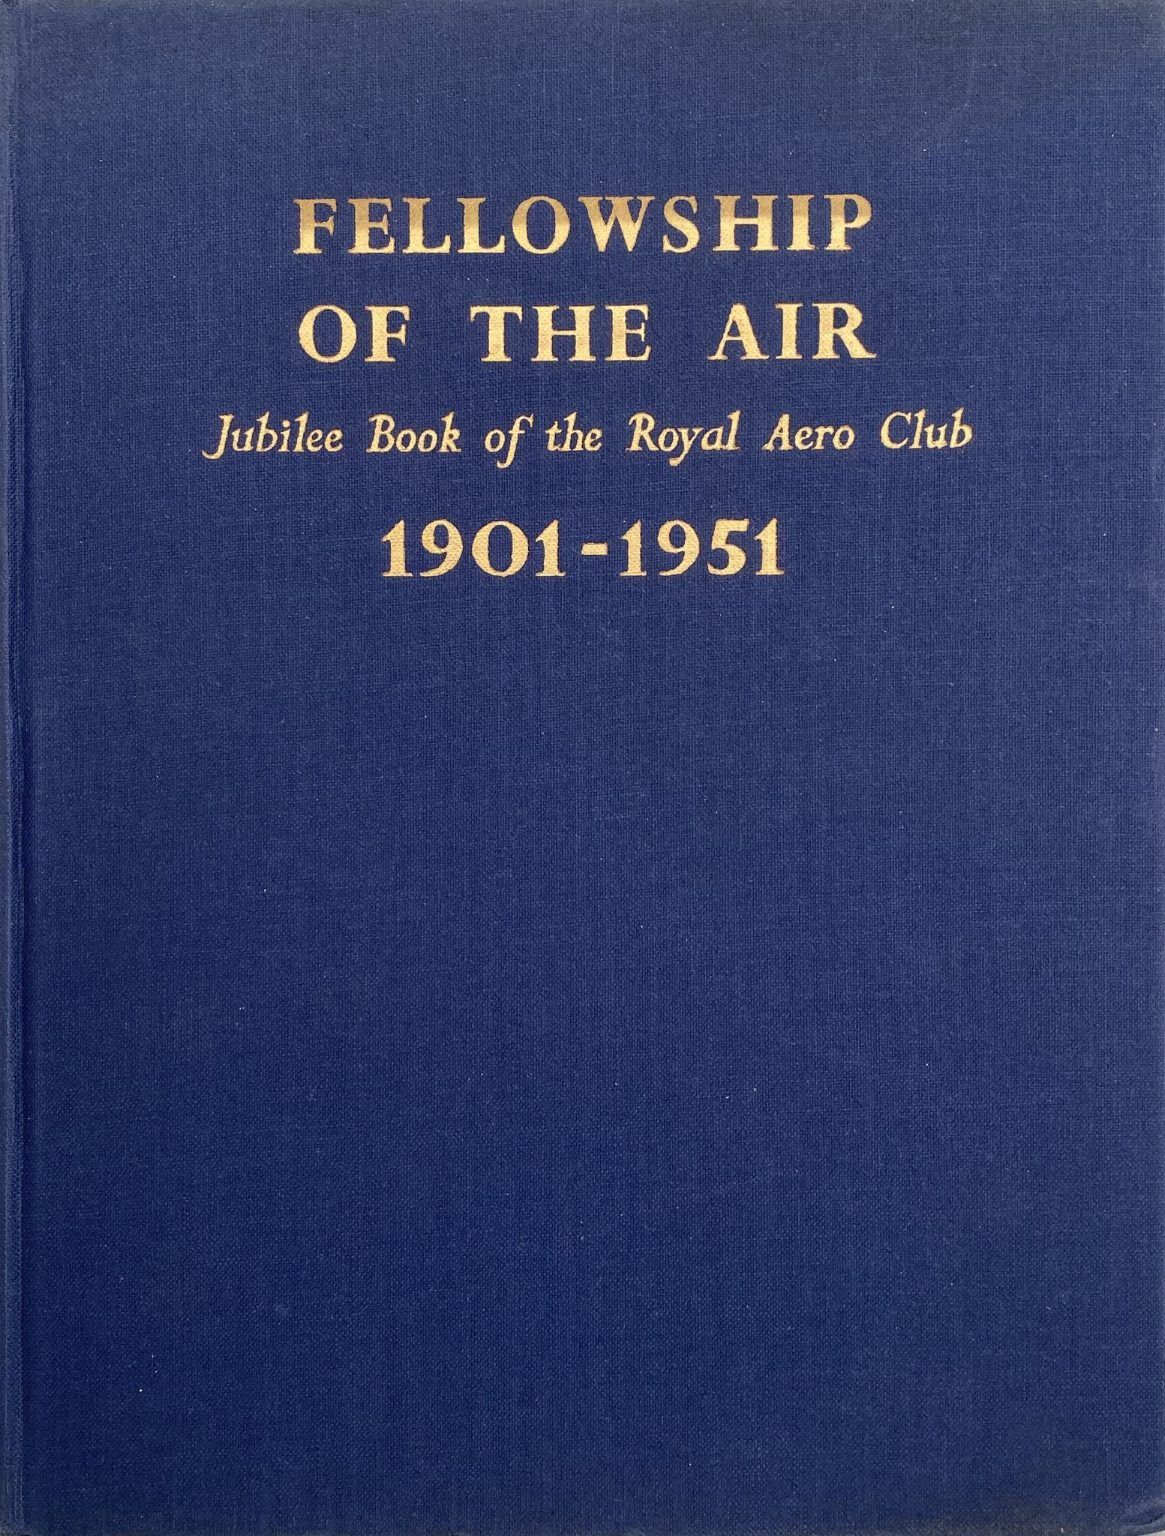 FELLOWSHIP
OF THE AIR
Jubilee Book of the Royal Aero Club
1901-1951